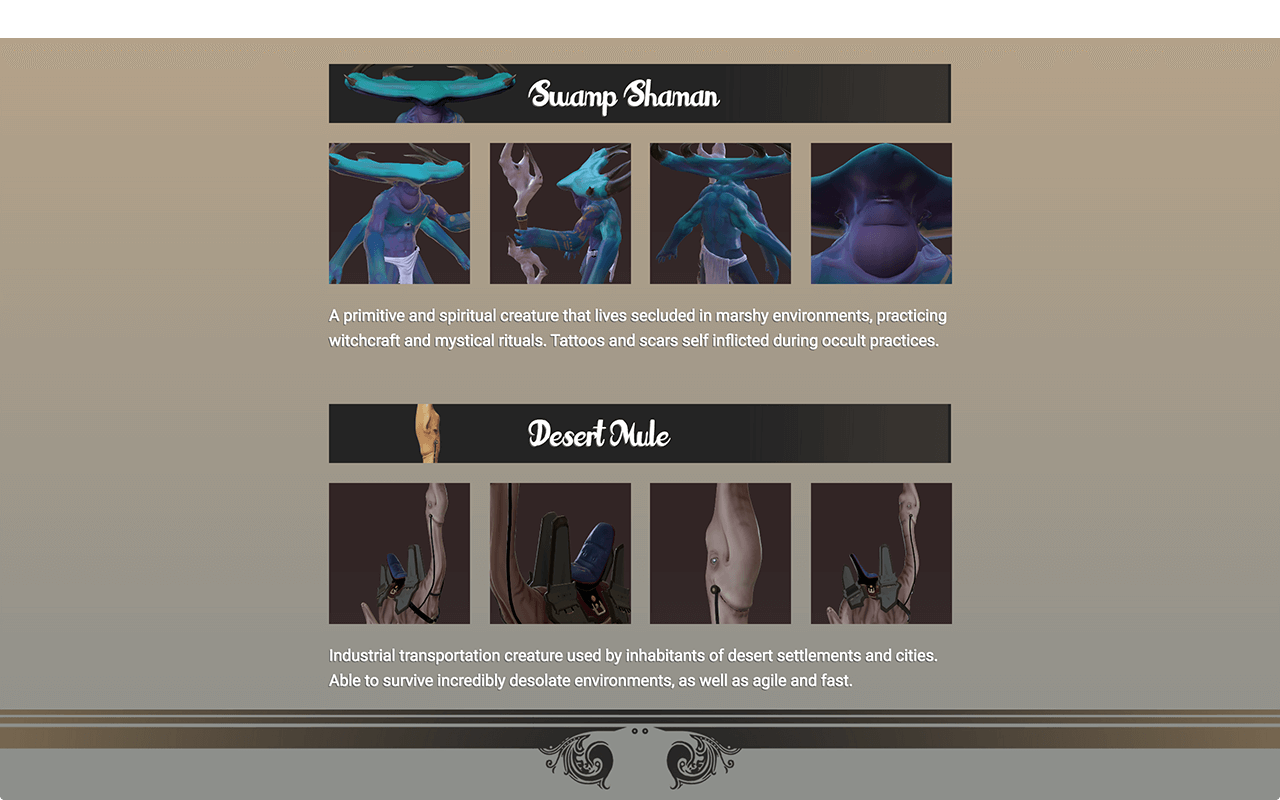 Swamp Shaman
A primitive and spiritual creature that lives secluded in marshy environments, practicing
witchcraft and mystical rituals. Tattoos and scars self inflicted during occult practices.
Desert Mule
Industrial transportation creature used by inhabitants of desert settlements and cities.
Able to survive incredibly desolate environments, as well as agile and fast.